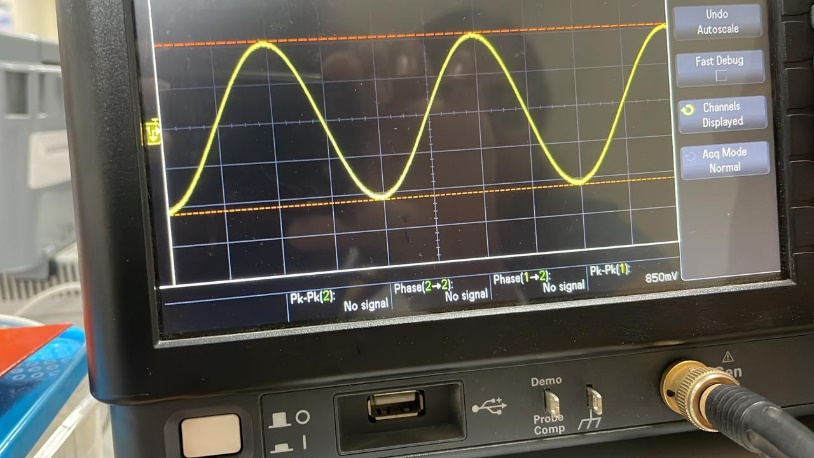 Undo
Autoscale
Fast Debug
Channels
Displayed
Acq Mode
Normal
Pk-Pk(2):
No signal
Phase(2→2):
No signal
Phase(1→2):
No signal
Pk-Pk(1):
850mV
Demo
Probe
Comp